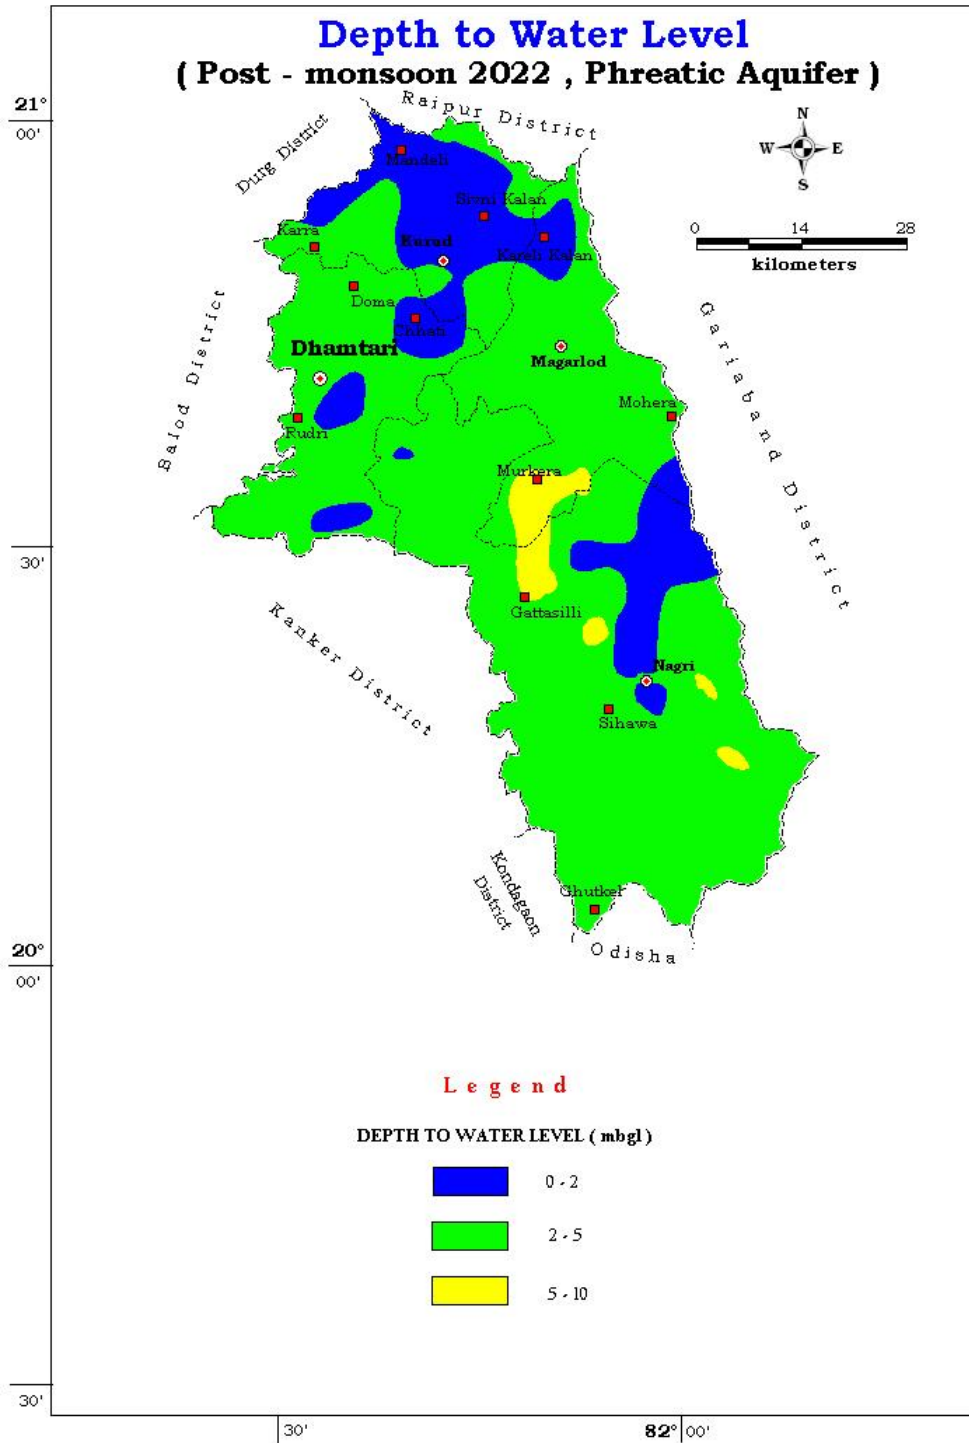 Depth to Water Level
( Post - monsoon 2022 , Phreatic Aquifer )
21°
00'
Raipur District
Durg District
N
W E
S
Mandeli
Sivni Kalan
Karra
Kurud
Kareli Kalan
0 14 28
kilometers
Doma
Chhati
Dhamtari
Magarlod
Balod District
Gariaband District
Mohera
Rudri
Murkera
30'
Gattasilli
Kanker District
Nagri
Sihawa
Kondagaon
District
Ghutkel
Odisha
20°
00'
Legend
DEPTH TO WATER LEVEL ( mbgl )
0 - 2
2 - 5
5 - 10
30'
30'
82° 00'